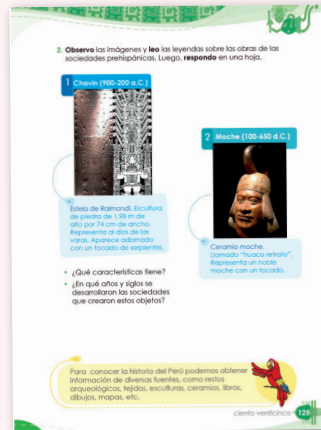 2. Observo las imágenes y leo las leyendas sobre las obras de las
sociedades prehispánicas. Luego, respondo en una hoja.
1 Chavín (900-200 a.C.)
Estela de Raimondi. Escultura
de piedra de 1,98 m de
alto por 74 cm de ancho.
Representa al dios de las
varas. Aparece adornado
con un tocado de serpientes.
2 Moche (100-650 d.C.)
Ceramio moche.
Llamado "huaco retrato".
Representa un noble
moche con un tocado.
• ¿Qué características tiene?
• ¿En qué años y siglos se
desarrollaron las sociedades
que crearon estos objetos?
Para conocer la historia del Perú podemos obtener
información de diversas fuentes, como restos
arqueológicos, tejidos, esculturas, ceramios, libros,
dibujos, mapas, etc.
ciento veinticinco 125